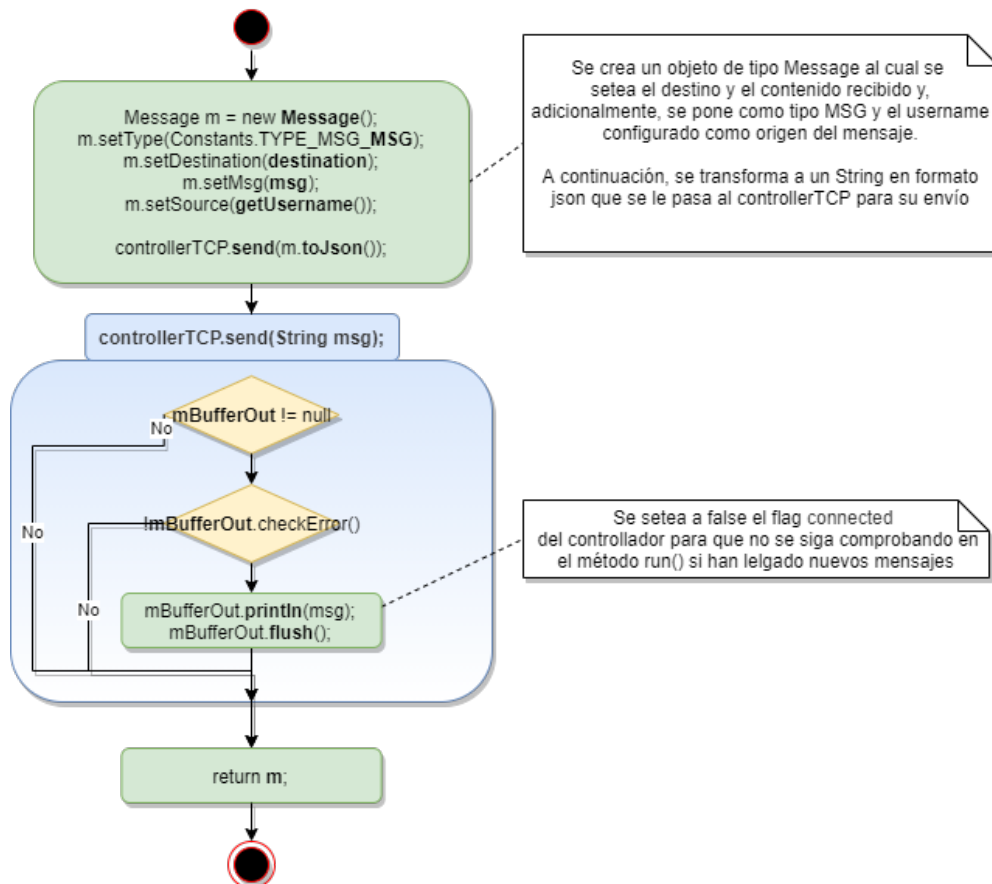 Message m = new Message();
m.setType(Constants.TYPE_MSG_MSG);
m.setDestination(destination);
m.setMsg(msg);
m.setSource(getUsername());
controllerTCP.send(m.toJson());
Se crea un objeto de tipo Message al cual se
setea el destino y el contenido recibido y,
adicionalmente, se pone como tipo MSG y el username
configurado como origen del mensaje.
A continuación, se transforma a un String en formato
json que se le pasa al controllerTCP para su envío
controllerTCP.send(String msg);
mBufferOut != null
No
!mBufferOut.checkError()
No
No
Se setea a false el flag connected
del controllador para que no se siga comprobando en
el método run() si han lelgado nuevos mensajes
mBufferOut.println(msg);
mBufferOut.flush();
return m;